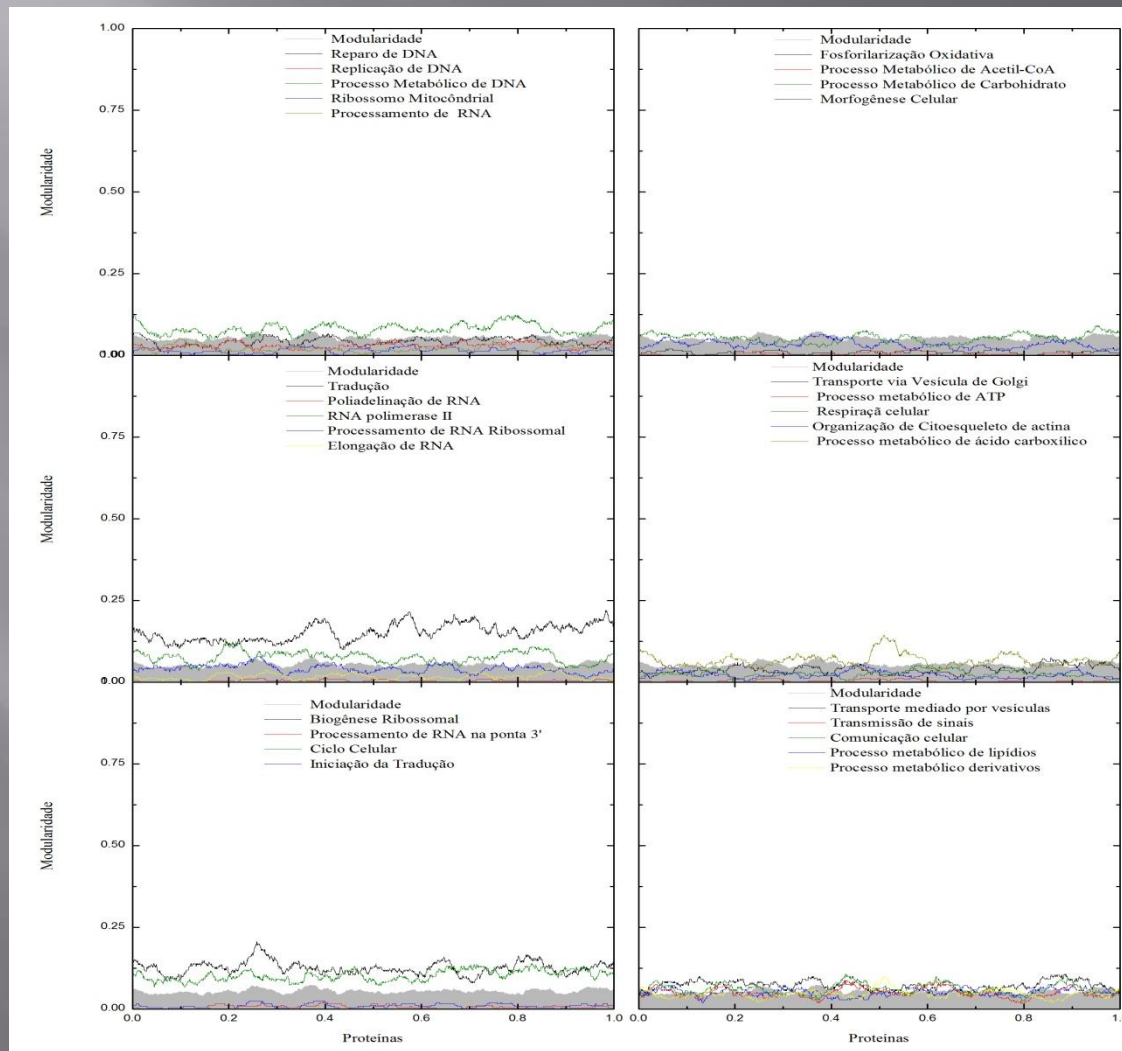 1.00
0.75
0.50
0.25
Modularidade
Modularidade
Reparo de DNA
Replicação de DNA
Processo Metabólico de DNA
Ribossomo Mitocôndrial
Processamento de RNA
Modularidade
Fosforilarização Oxidativa
Processo Metabólico de Acetil-CoA
Processo Metabólico de Carbohidrato
Morfogênese Celular
0.75
0.50
0.25
Modularidade
Modularidade
Tradução
Poliadelinação de RNA
RNA polimerase II
Processamento de RNA Ribossomal
Elongação de RNA
Modularidade
Transporte via Vesícula de Golgi
Processo metabólico de ATP
Respiraçã celular
Organização de Citoesqueleto de actina
Processo metabólico de ácido carboxílico
0.75
0.50
0.25
0.00
Modularidade
Modularidade
Biogênese Ribossomal
Processamento de RNA na ponta 3'
Ciclo Celular
Iniciação da Tradução
Modularidade
Transporte mediado por vesículas
Transmissão de sinais
Comunicação celular
Processo metabólico de lipídios
Processo metabólico derivativos
0.0 0.2 0.4 0.6 0.8 1.0
0.2 0.4 0.6 0.8
Proteínas
Proteínas